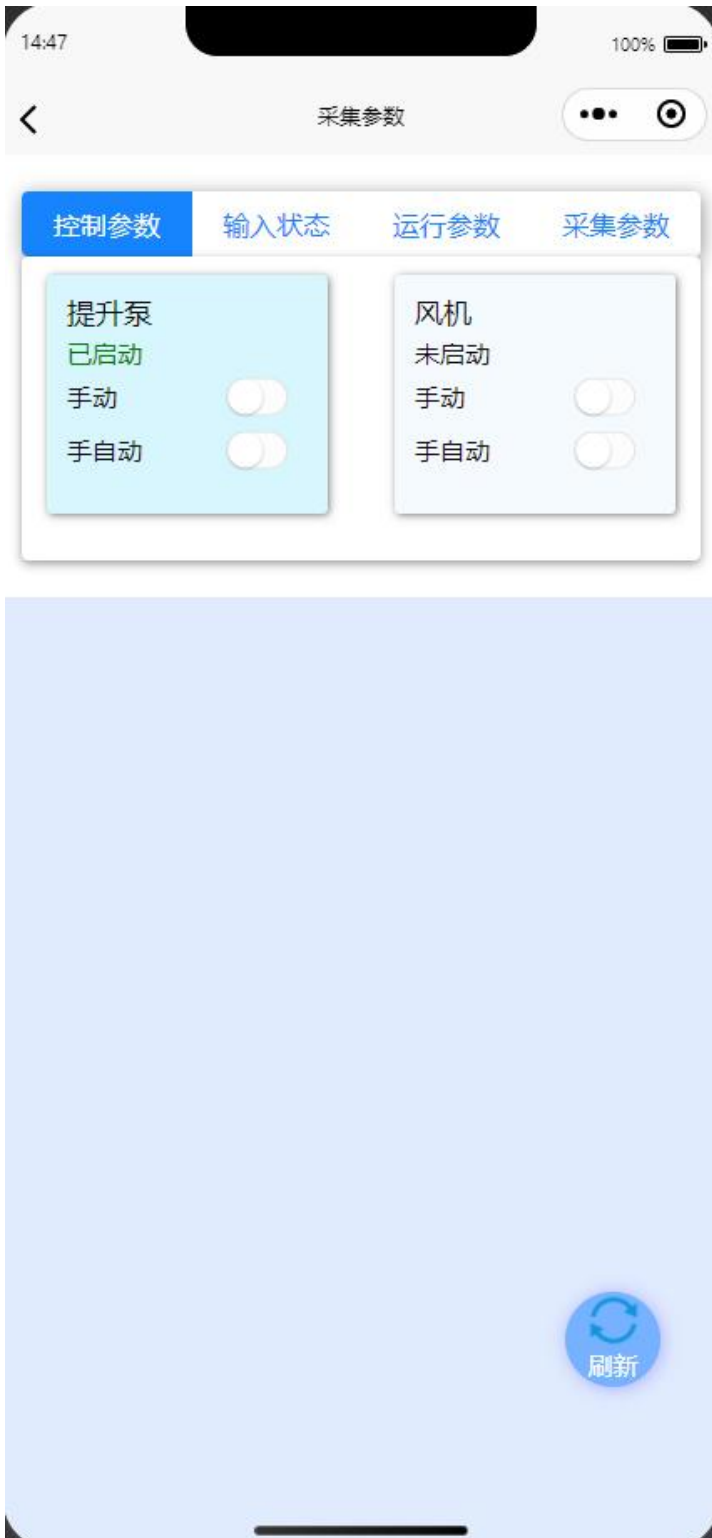 14:47 100%
采集参数
控制参数 输入状态 运行参数 采集参数
提升泵 风机
已启动 未启动
手动 手动
手自动 手自动
刷新